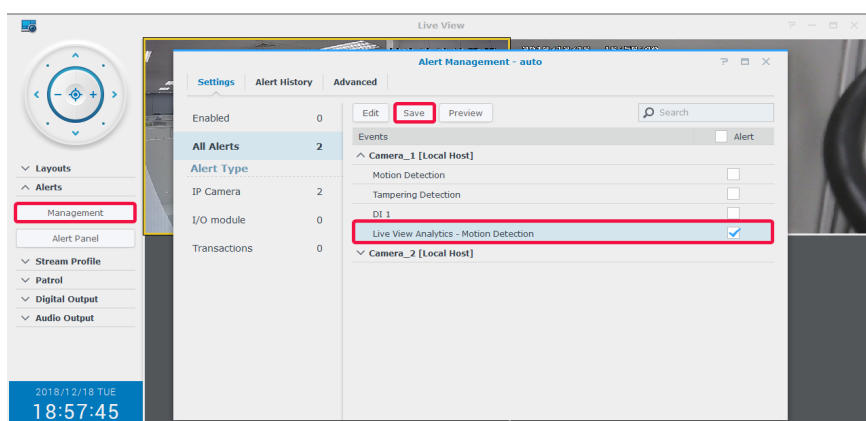 Live View
Alert Management - auto
Settings Alert History Advanced
Enabled 0
All Alerts 2
Alert Type
IP Camera 2
I/O module 0
Transactions 0
Edit Save Preview Search
Events Alert
Camera_1 [Local Host]
Motion Detection
Tampering Detection
DI 1
Live View Analytics - Motion Detection
Camera_2 [Local Host]
Layouts
Alerts
Management
Alert Panel
Stream Profile
Patrol
Digital Output
Audio Output
2018/12/18 TUE
18:57:45